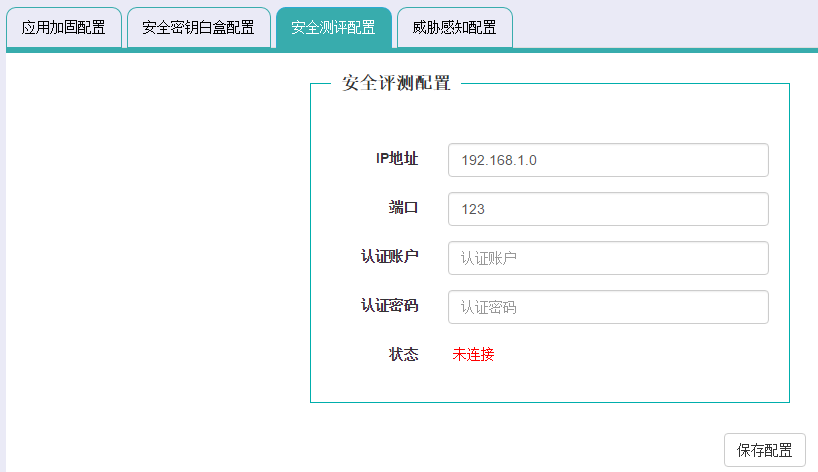 应用加固配置 安全密钥白盒配置 安全测评配置 威胁感知配置
安全评测配置
IP地址 192.168.1.0
端口 123
认证账户 认证账户
认证密码 认证密码
状态 未连接
保存配置